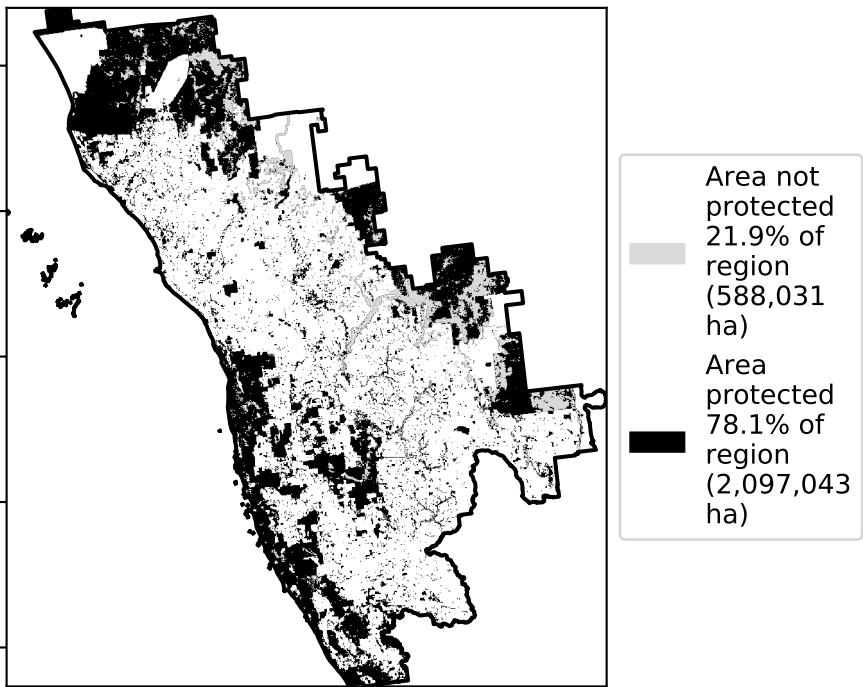 Area not
protected
21.9% of
region
(588,031
ha)
Area
protected
78.1% of
region
(2,097,043
ha)